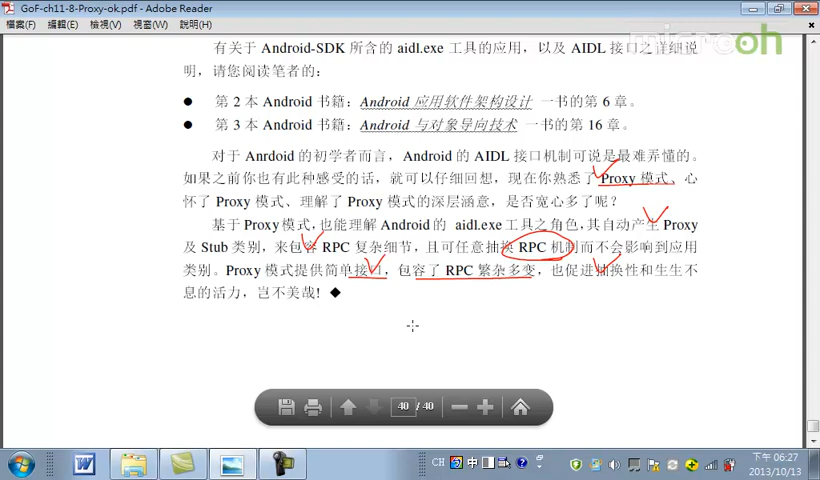 GoF-ch11-8-Proxy-ok.pdf - Adobe Reader
檔案(F) 編輯(E) 檢視(V) 視窗(W) 說明(H)
microoh
有关于 Android-SDK 所含的 aidl.exe 工具的应用，以及 AIDL 接口之详细说
明，请您阅读笔者的：
● 第 2 本 Android 书籍：Android 应用软件架构设计 一书的第 6 章。
● 第 3 本 Android 书籍：Android 与对象导向技术 一书的第 16 章。
对于 Anrdoid 的初学者而言，Android 的 AIDL 接口机制可说是最难弄懂的。
如果之前你也有此种感受的话，就可以仔细回想，现在你熟悉了 Proxy 模式、心
怀了 Proxy 模式、理解了 Proxy 模式的深层涵意，是否宽心多了呢？
基于 Proxy 模式，也能理解 Android 的 aidl.exe 工具之角色，其自动产生 Proxy
及 Stub 类别，来包容 RPC 复杂细节，且可任意抽换 RPC 机制而不会影响到应用
类别。Proxy 模式提供简单接口，包容了 RPC 繁杂多变，也促进抽换性和生生不
息的活力，岂不美哉! ◆
40 / 40
CH 中
下午 06:27
2013/10/13